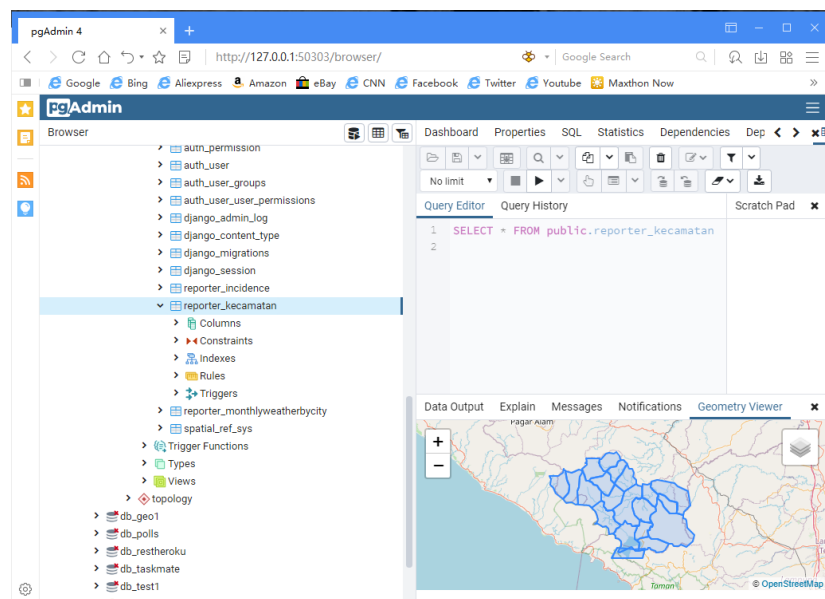 pgAdmin 4
http://127.0.0.1:50303/browser/
Google Search
Google Bing Aliexpress Amazon eBay CNN Facebook Twitter Youtube Maxthon Now
pgAdmin
Browser
auth_permission
auth_user
auth_user_groups
auth_user_user_permissions
django_admin_log
django_content_type
django_migrations
django_session
reporter_incidence
reporter_kecamatan
Columns
Constraints
Indexes
Rules
Triggers
reporter_monthlyweatherbycity
spatial_ref_sys
Trigger Functions
Types
Views
topology
db_geo1
db_polls
db_restheroku
db_taskmate
db_test1
Dashboard Properties SQL Statistics Dependencies Dep
No limit
Query Editor Query History Scratch Pad
1 SELECT * FROM public.reporter_kecamatan
2
Data Output Explain Messages Notifications Geometry Viewer
Pagar Alam
+
−
Taman
© OpenStreetMap